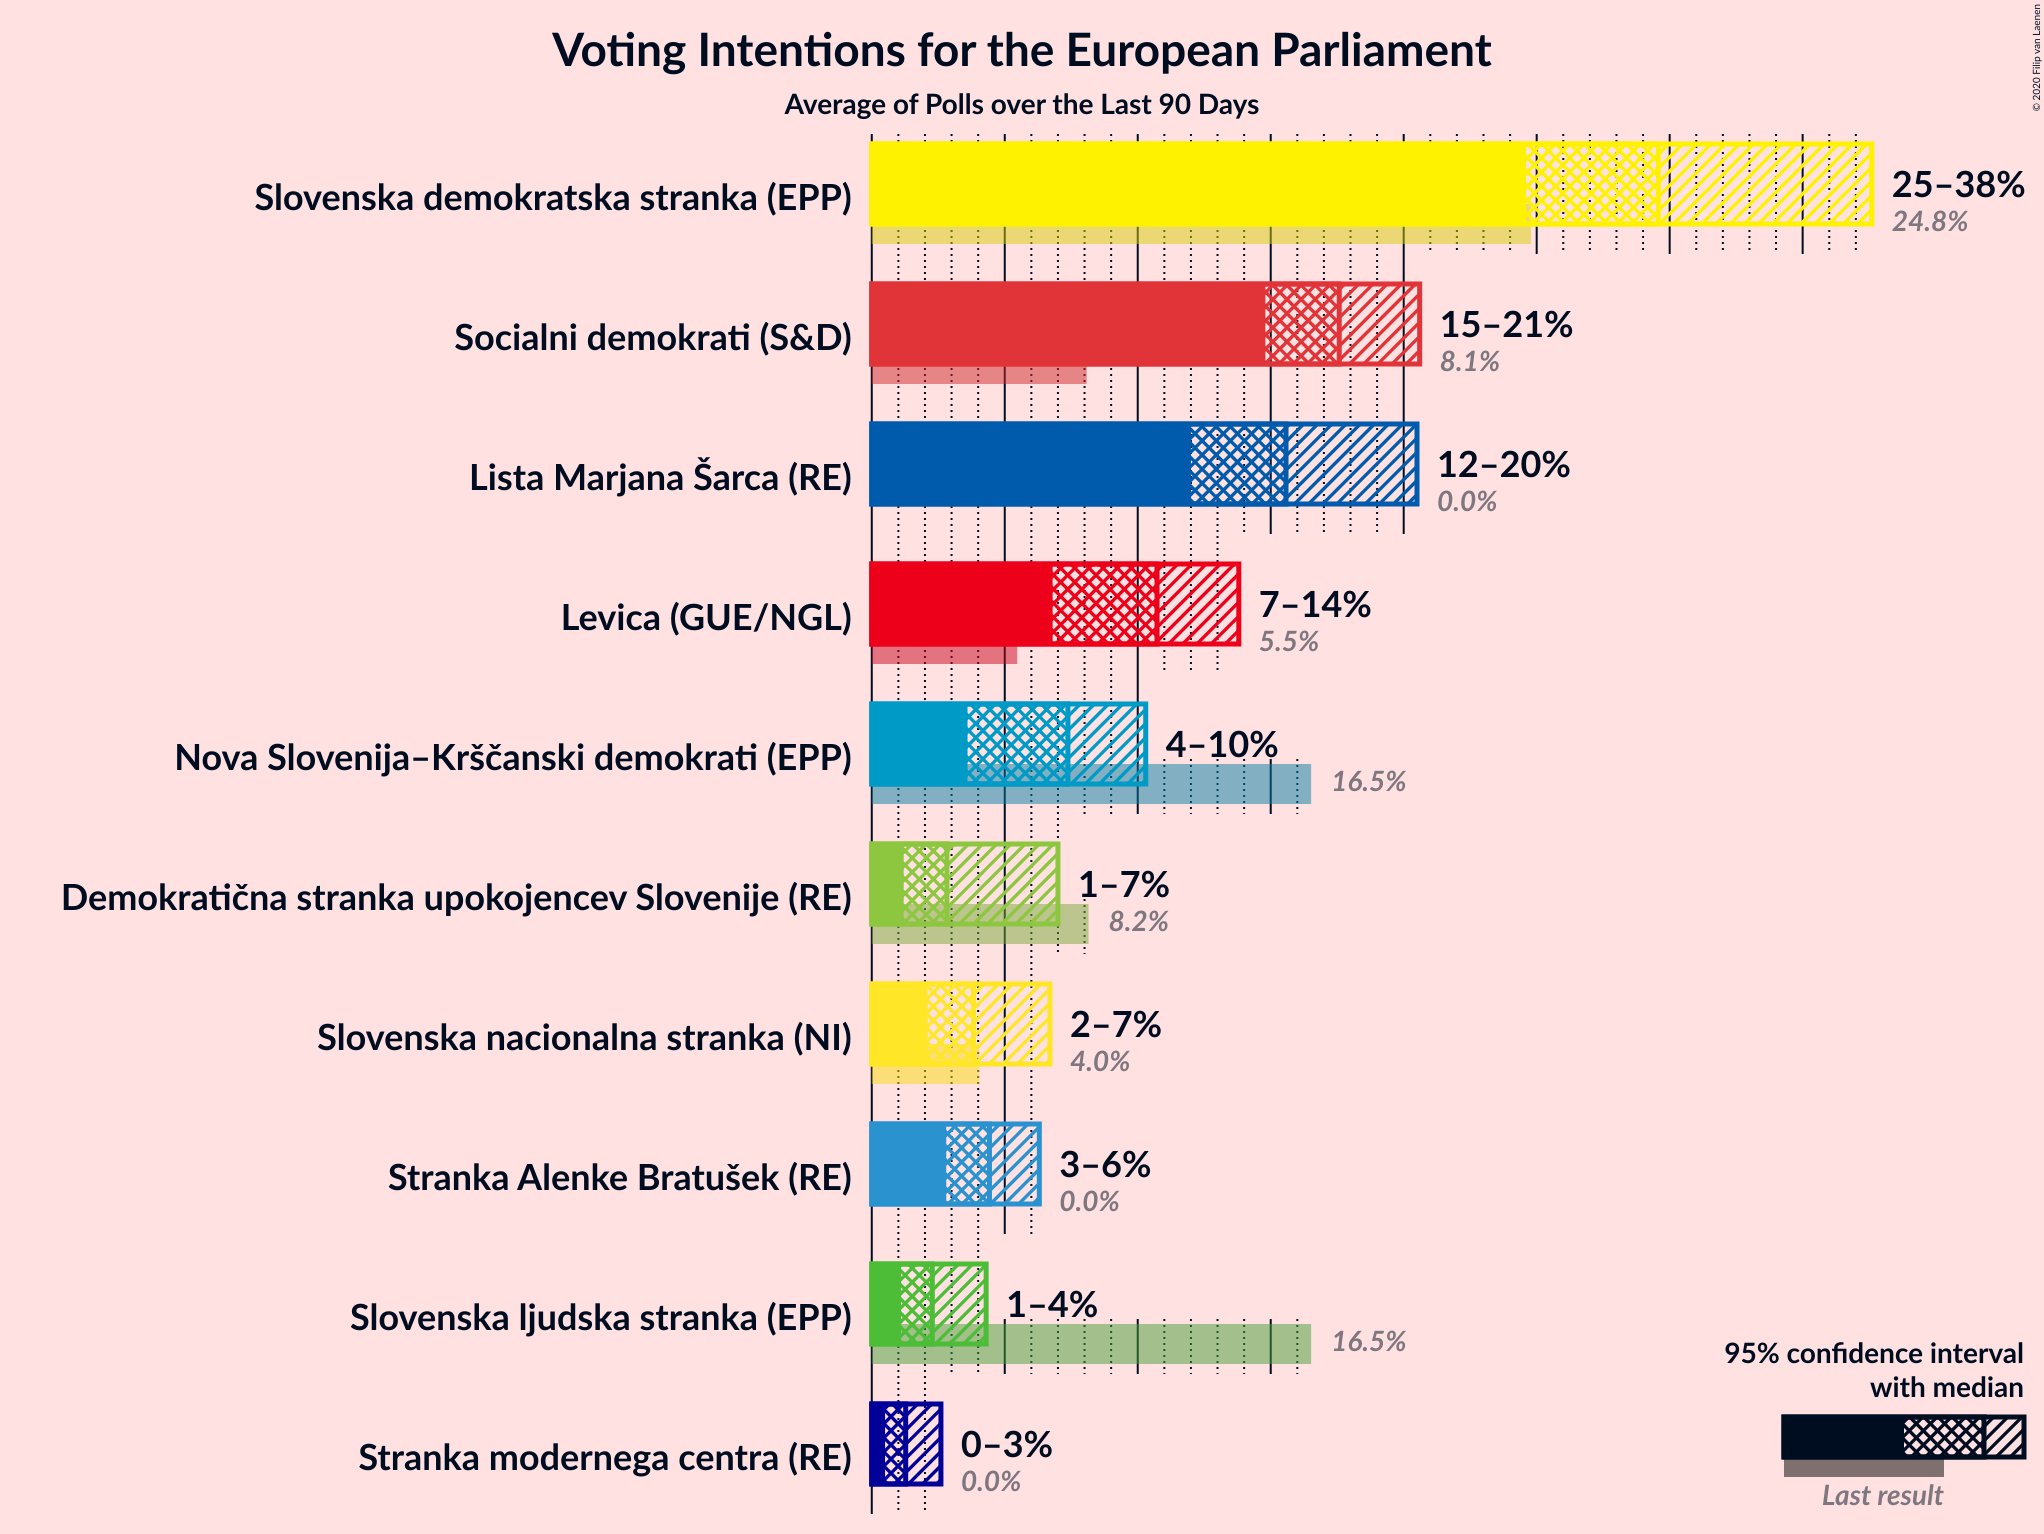 Voting Intentions for the European Parliament
Average of Polls over the Last 90 Days
© 2020 Filip van Laenen
Slovenska demokratska stranka (EPP)
25–38%
24.8%
Socialni demokrati (S&D)
15–21%
8.1%
Lista Marjana Šarca (RE)
12–20%
0.0%
Levica (GUE/NGL)
7–14%
5.5%
Nova Slovenija–Krščanski demokrati (EPP)
4–10%
16.5%
Demokratična stranka upokojencev Slovenije (RE)
1–7%
8.2%
Slovenska nacionalna stranka (NI)
2–7%
4.0%
Stranka Alenke Bratušek (RE)
3–6%
0.0%
Slovenska ljudska stranka (EPP)
1–4%
16.5%
Stranka modernega centra (RE)
0–3%
0.0%
95% confidence interval
with median
Last result